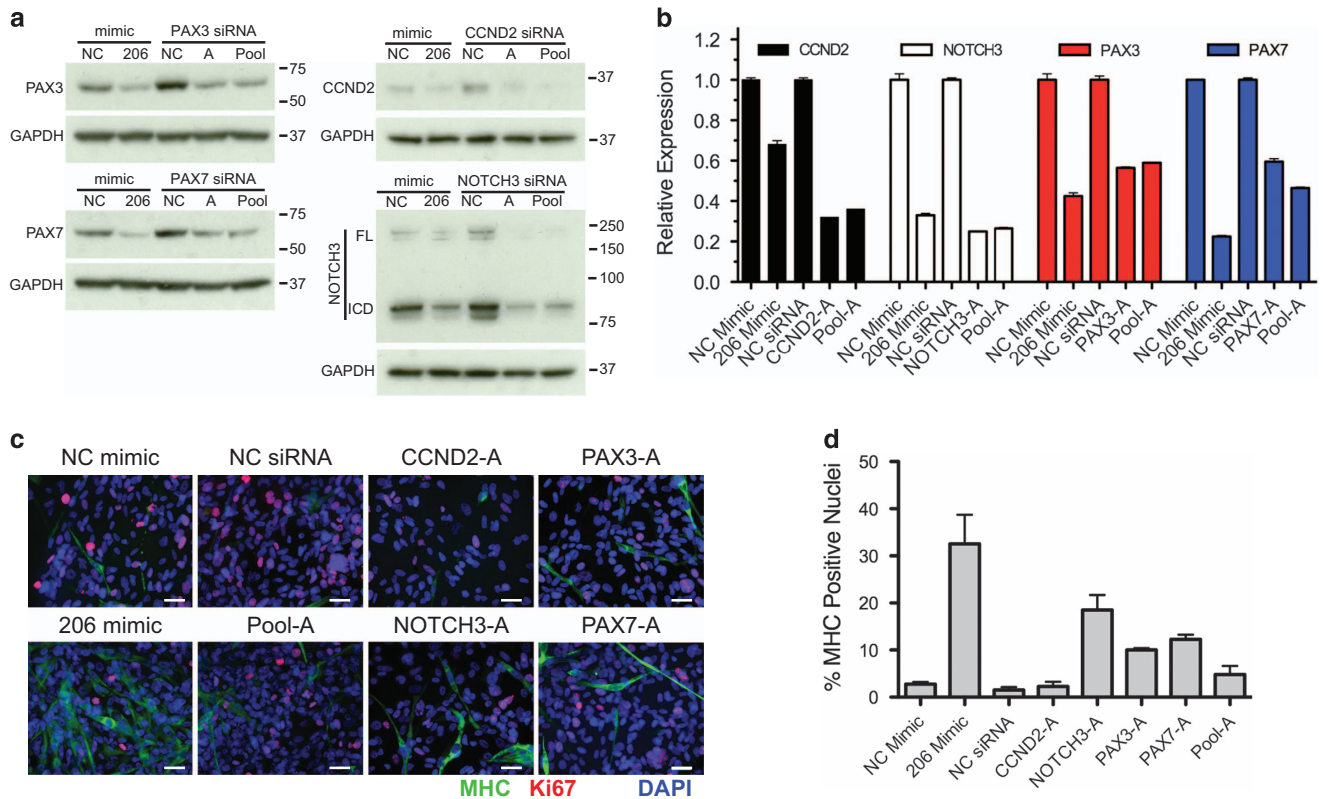 a
mimic PAX3 siRNA
NC 206 NC A Pool
PAX3
75
50
GAPDH
37
mimic PAX7 siRNA
NC 206 NC A Pool
PAX7
75
50
GAPDH
37
mimic CCND2 siRNA
NC 206 NC A Pool
CCND2
37
GAPDH
37
mimic NOTCH3 siRNA
NC 206 NC A Pool
NOTCH3
FL
ICD
250
150
100
75
GAPDH
37
b
CCND2 NOTCH3 PAX3 PAX7
Relative Expression
1.2
1.0
0.8
0.6
0.4
0.2
0.0
NC Mimic
206 Mimic
NC siRNA
CCND2-A
Pool-A
NC Mimic
206 Mimic
NC siRNA
NOTCH3-A
Pool-A
NC Mimic
206 Mimic
NC siRNA
PAX3-A
Pool-A
NC Mimic
206 Mimic
NC siRNA
PAX7-A
Pool-A
c
NC mimic NC siRNA CCND2-A PAX3-A
206 mimic Pool-A NOTCH3-A PAX7-A
MHC Ki67 DAPI
d
% MHC Positive Nuclei
50
40
30
20
10
0
NC Mimic
206 Mimic
NC siRNA
CCND2-A
NOTCH3-A
PAX3-A
PAX7-A
Pool-A